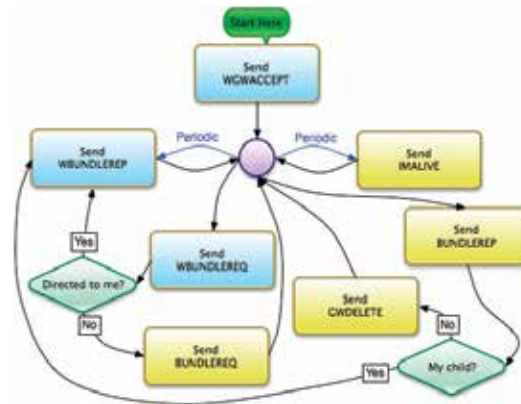 Start Here
Send
WGWACCEPT
Periodic
Periodic
Send
WBUNDLEREP
Send
IMALIVE
Send
BUNDLEREP
Yes
Send
WBUNDLEREQ
Directed to me?
Send
GWDELETE
No
No
Send
BUNDLEREQ
Yes
My child?